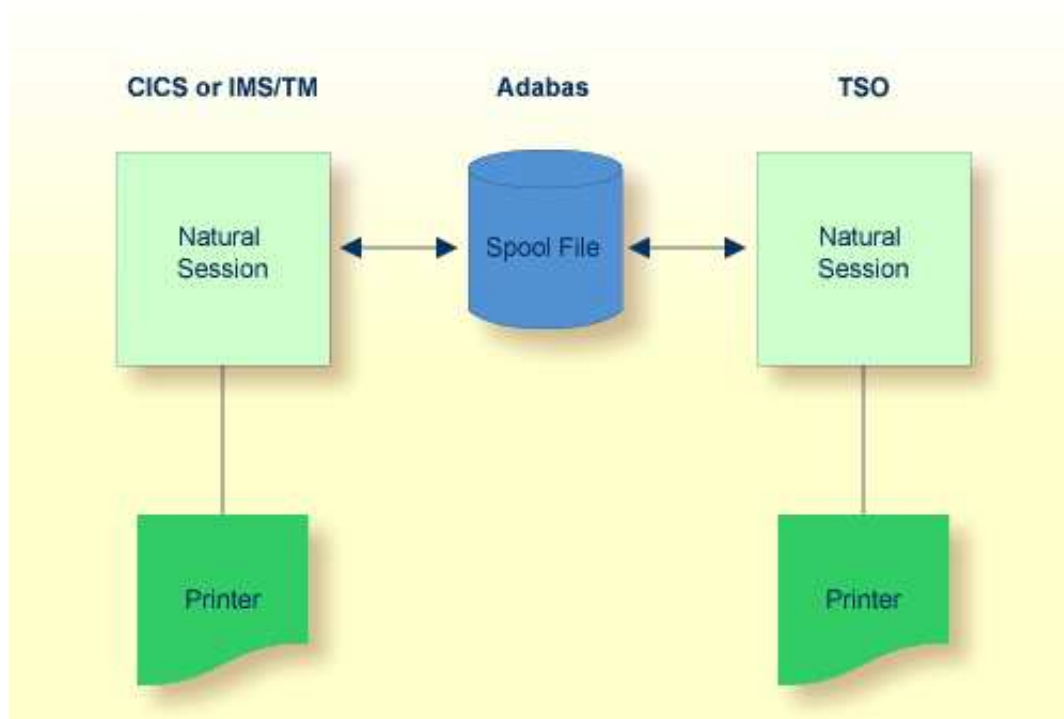 CICS or IMS/TM
Adabas
TSO
Natural
Session
Spool File
Natural
Session
Printer
Printer